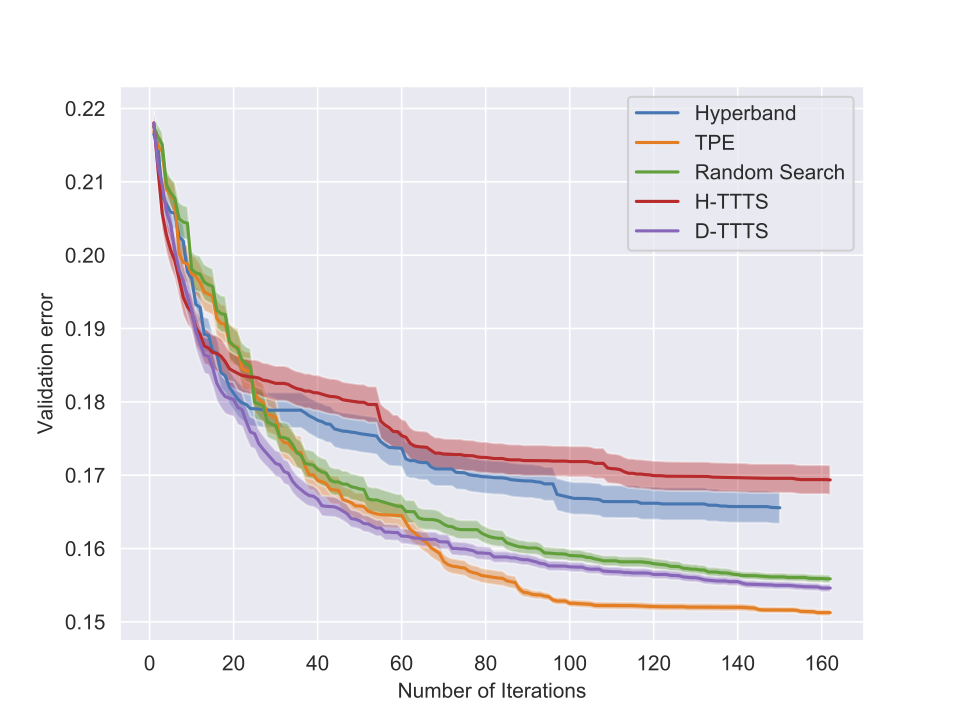 Hyperband
TPE
Random Search
H-TTTS
D-TTTS
0.22
0.21
0.20
0.19
0.18
0.17
0.16
0.15
Validation error
0 20 40 60 80 100 120 140 160
Number of Iterations